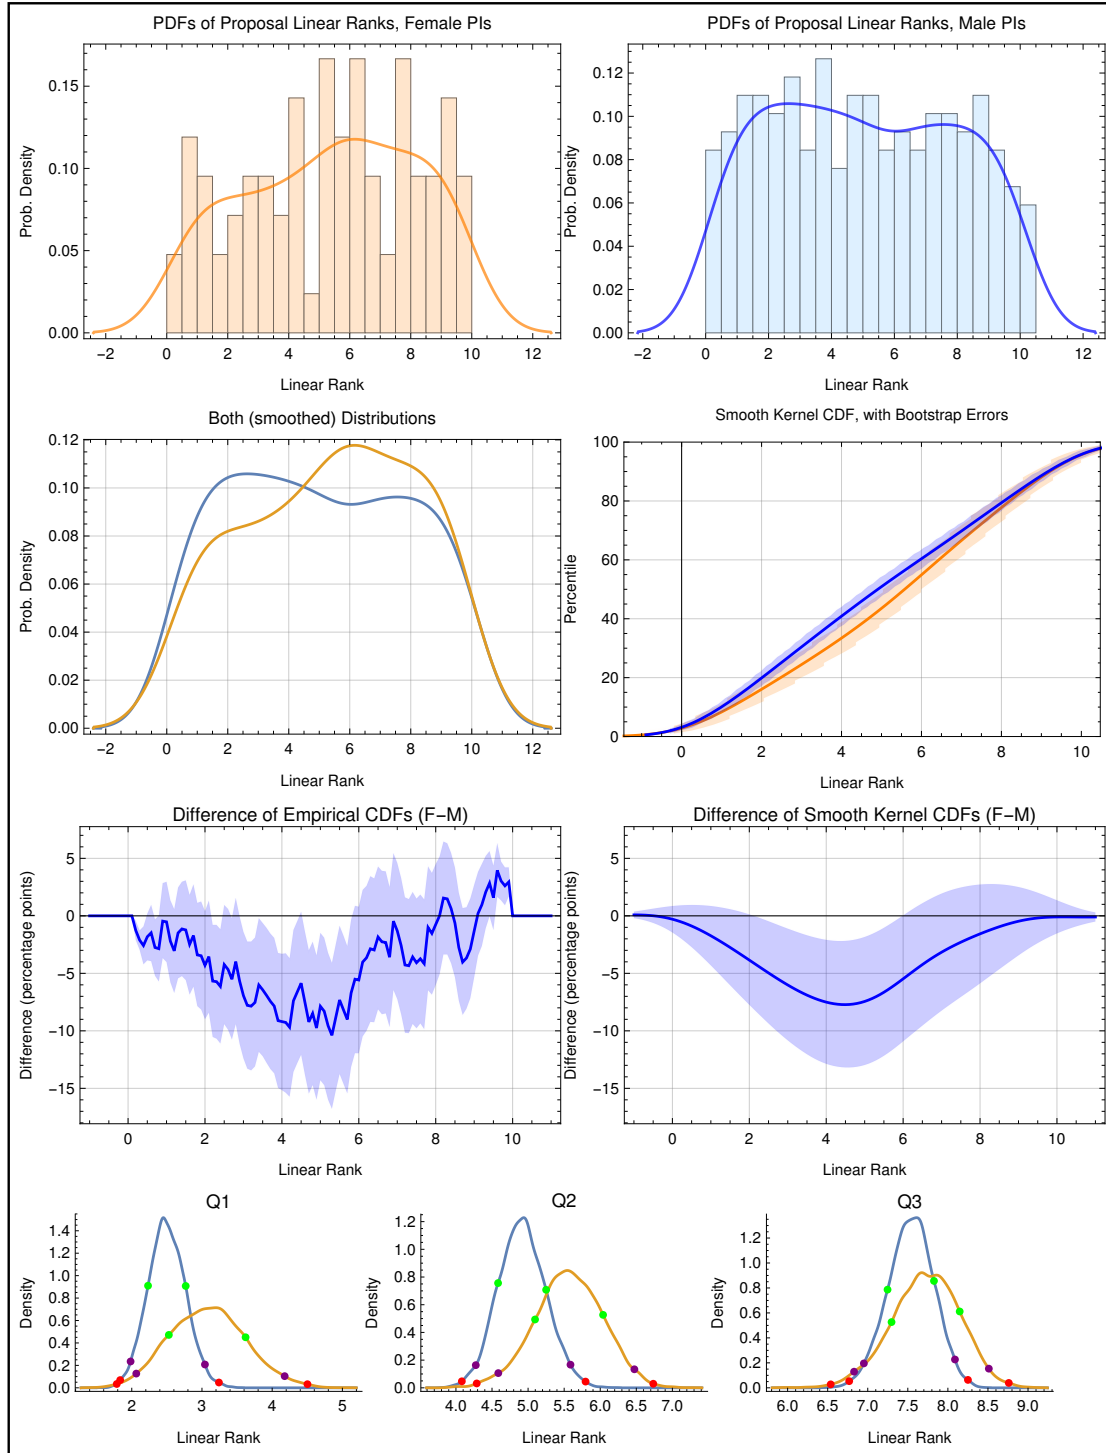 PDFs of Proposal Linear Ranks, Female PIs
Prob. Density
0.15
0.10
0.05
0.00
−2 0 2 4 6 8 10 12
Linear Rank
PDFs of Proposal Linear Ranks, Male PIs
Prob. Density
0.12
0.10
0.08
0.06
0.04
0.02
0.00
−2 0 2 4 6 8 10 12
Linear Rank
Both (smoothed) Distributions
Prob. Density
0.12
0.10
0.08
0.06
0.04
0.02
0.00
−2 0 2 4 6 8 10 12
Linear Rank
Smooth Kernel CDF, with Bootstrap Errors
Percentile
100
80
60
40
20
0
0 2 4 6 8 10
Linear Rank
Difference of Empirical CDFs (F−M)
Difference (percentage points)
5
0
−5
−10
−15
0 2 4 6 8 10
Linear Rank
Difference of Smooth Kernel CDFs (F−M)
Difference (percentage points)
5
0
−5
−10
−15
0 2 4 6 8 10
Linear Rank
Q1
Density
1.4
1.2
1.0
0.8
0.6
0.4
0.2
0.0
2 3 4 5
Linear Rank
Q2
Density
1.2
1.0
0.8
0.6
0.4
0.2
0.0
4.0 4.5 5.0 5.5 6.0 6.5 7.0
Linear Rank
Q3
Density
1.2
1.0
0.8
0.6
0.4
0.2
0.0
6.0 6.5 7.0 7.5 8.0 8.5 9.0
Linear Rank